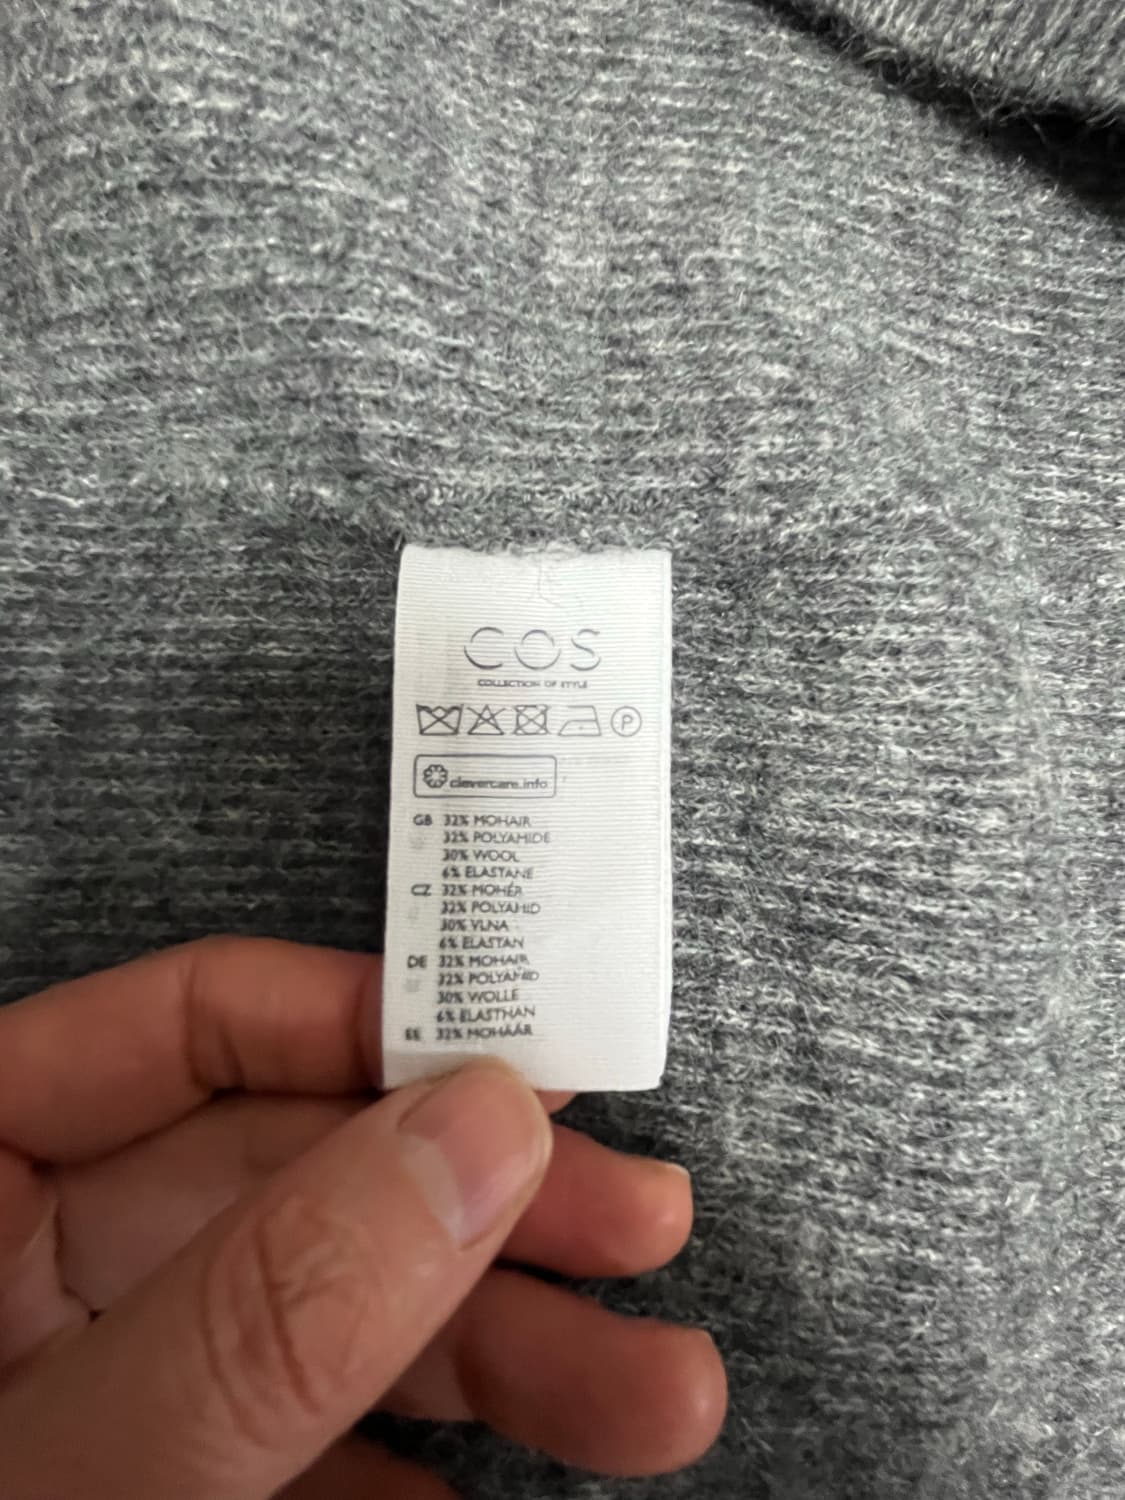 COS
COLLECTION OF STYLE
P
clevercare.info
GB 32% MOHAIR
32% POLYAMIDE
30% WOOL
6% ELASTANE
CZ 32% MOHÉR
32% POLYAMID
30% VLNA
6% ELASTAN
DE 32% MOHAIR
32% POLYAMID
30% WOLLE
6% ELASTHAN
EE 32% MOHÄÄR